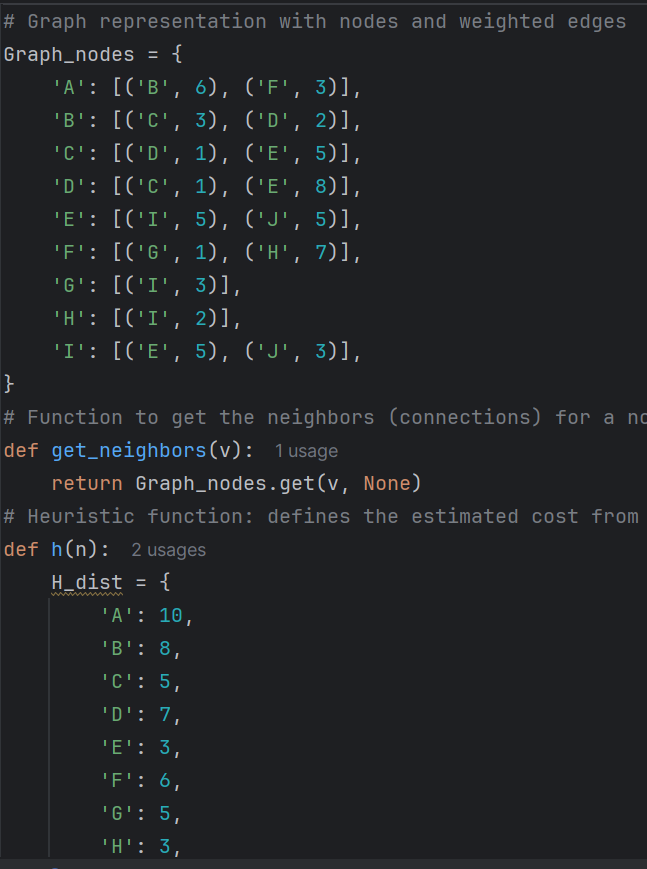 # Graph representation with nodes and weighted edges
Graph_nodes = {
    'A': [('B', 6), ('F', 3)],
    'B': [('C', 3), ('D', 2)],
    'C': [('D', 1), ('E', 5)],
    'D': [('C', 1), ('E', 8)],
    'E': [('I', 5), ('J', 5)],
    'F': [('G', 1), ('H', 7)],
    'G': [('I', 3)],
    'H': [('I', 2)],
    'I': [('E', 5), ('J', 3)],
}
# Function to get the neighbors (connections) for a
def get_neighbors(v): 1 usage
    return Graph_nodes.get(v, None)
# Heuristic function: defines the estimated cost from
def h(n): 2 usages
    H_dist = {
        'A': 10,
        'B': 8,
        'C': 5,
        'D': 7,
        'E': 3,
        'F': 6,
        'G': 5,
        'H': 3,